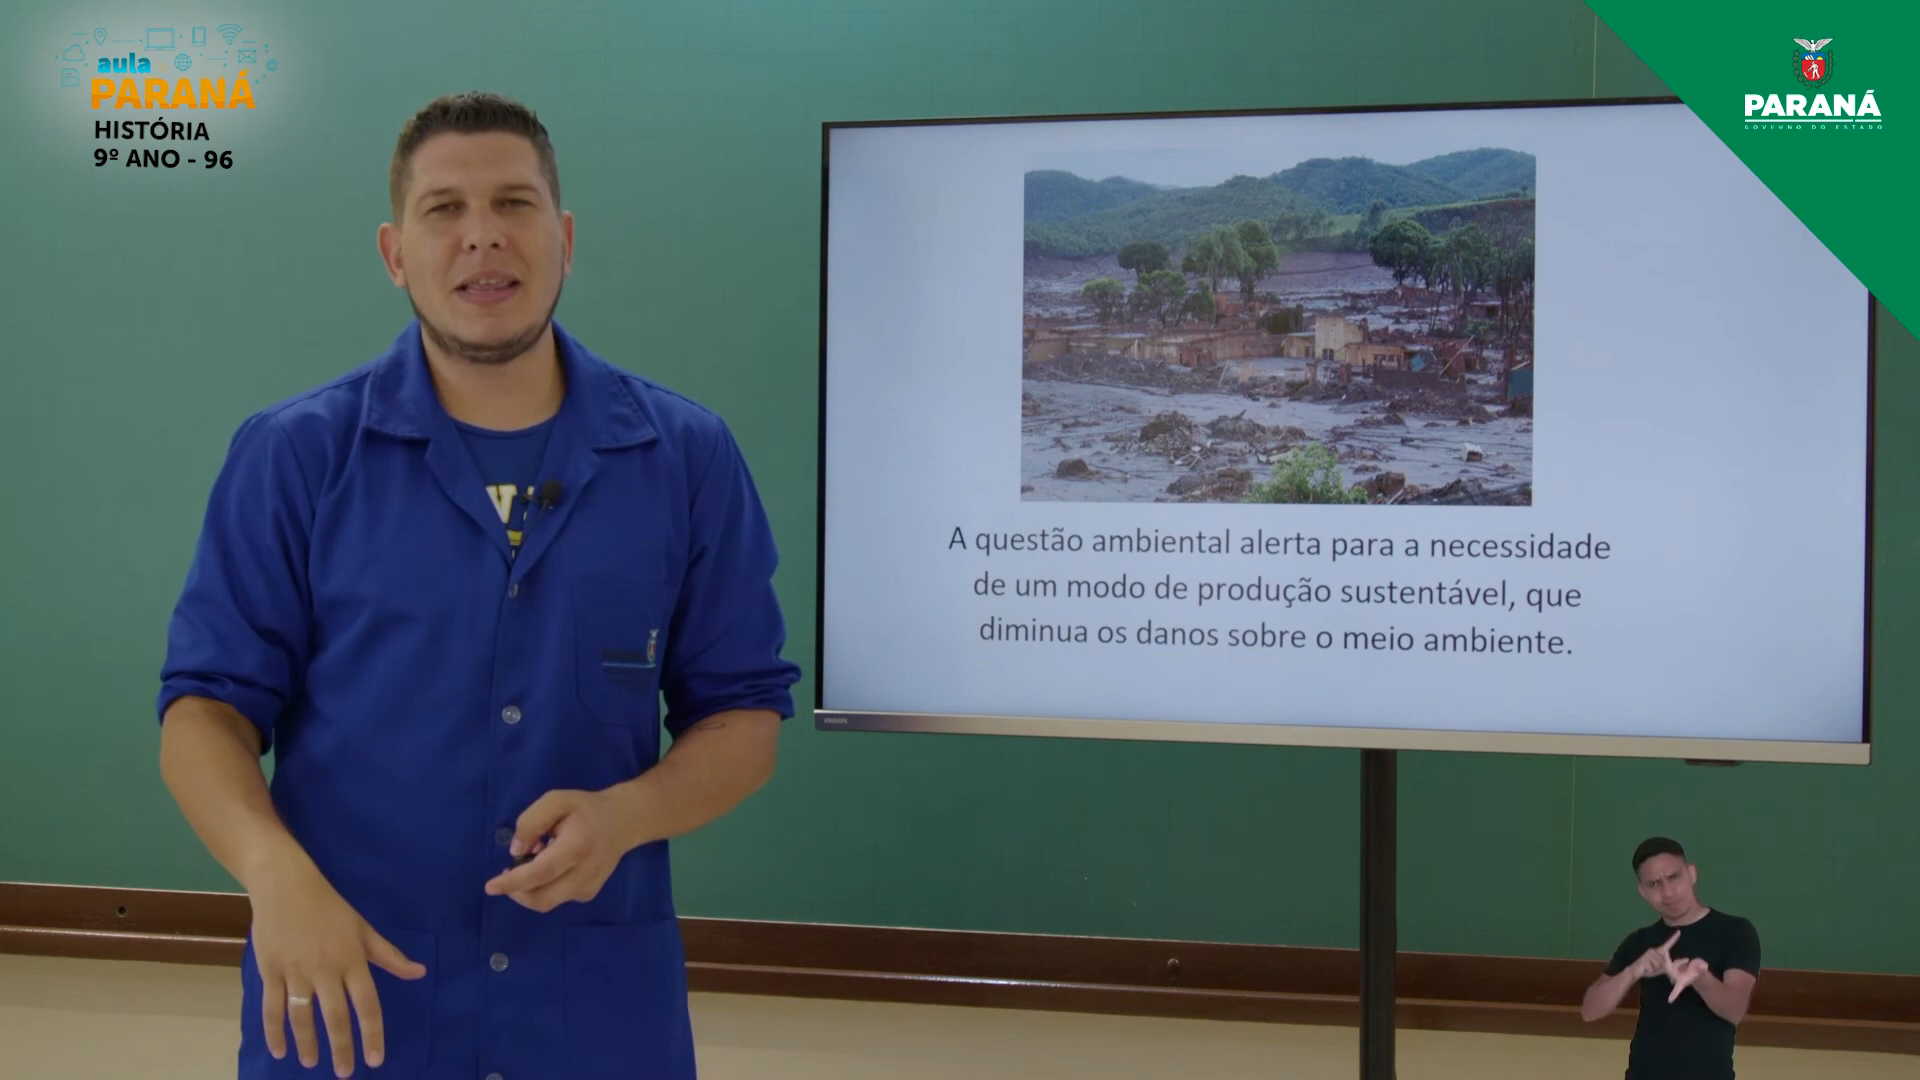 aula
PARANÁ
HISTÓRIA
9º ANO - 96
PARANÁ
GOVERNO DO ESTADO
A questão ambiental alerta para a necessidade
de um modo de produção sustentável, que
diminua os danos sobre o meio ambiente.
PHILIPS